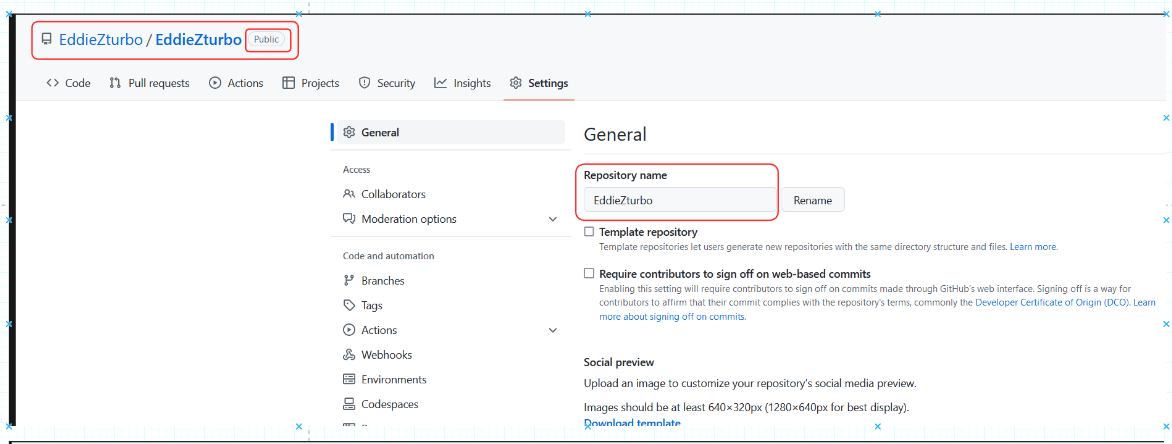 EddieZturbo / EddieZturbo Public
Code Pull requests Actions Projects Security Insights Settings
General
Access
Collaborators
Moderation options
Code and automation
Branches
Tags
Actions
Webhooks
Environments
Codespaces
General
Repository name
EddieZturbo Rename
Template repository
Template repositories let users generate new repositories with the same directory structure and files. Learn more.
Require contributors to sign off on web-based commits
Enabling this setting will require contributors to sign off on commits made through GitHub's web interface. Signing off is a way for
contributors to affirm that their commit complies with the repository's terms, commonly the Developer Certificate of Origin (DCO). Learn
more about signing off on commits.
Social preview
Upload an image to customize your repository's social media preview.
Images should be at least 640×320px (1280×640px for best display).
Download template